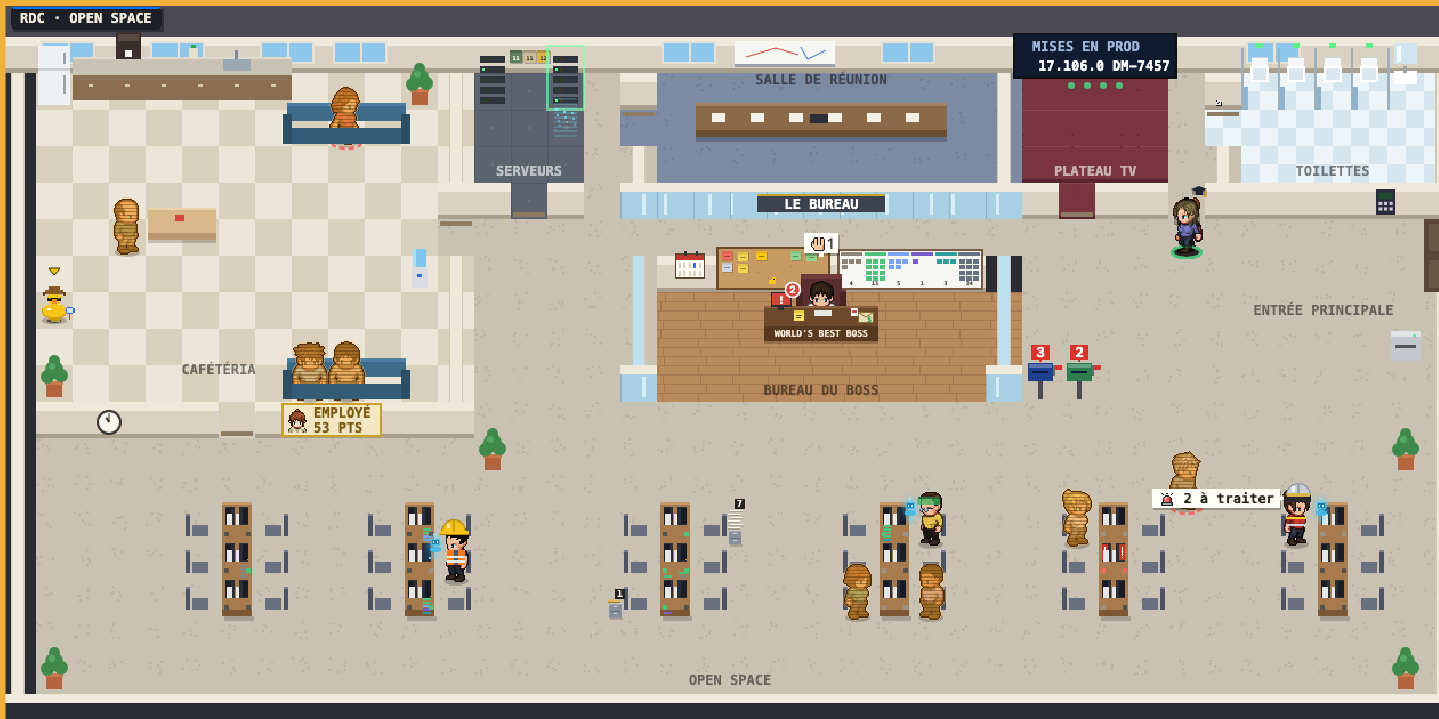 RDC · OPEN SPACE
MISES EN PROD
17.106.0 DM-7457
SALLE DE RÉUNION
SERVEURS
PLATEAU TV
TOILETTES
LE BUREAU
1
2
WORLD'S BEST BOSS
ENTRÉE PRINCIPALE
3
2
CAFÉTÉRIA
BUREAU DU BOSS
EMPLOYÉ
53 PTS
2 à traiter
7
1
OPEN SPACE